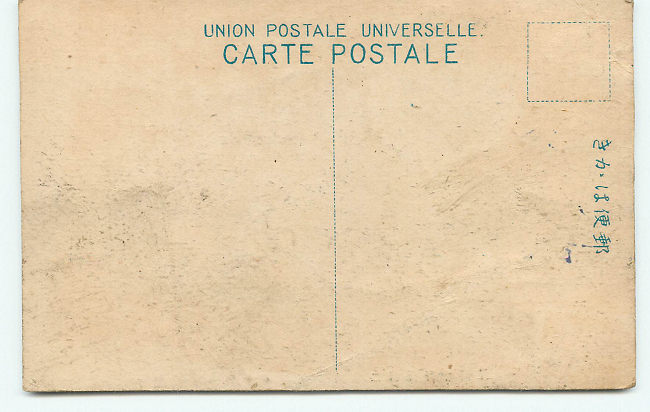 UNION POSTALE UNIVERSELLE.
CARTE POSTALE
郵便はがき